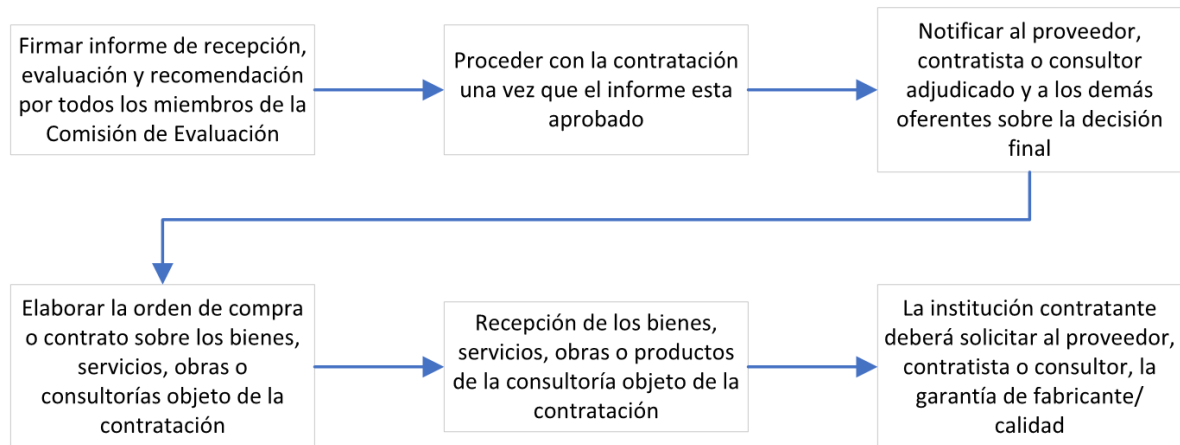 Firmar informe de recepción,
evaluación y recomendación
por todos los miembros de la
Comisión de Evaluación
Proceder con la contratación
una vez que el informe esta
aprobado
Notificar al proveedor,
contratista o consultor
adjudicado y a los demás
oferentes sobre la decisión
final
Elaborar la orden de compra
o contrato sobre los bienes,
servicios, obras o
consultorías objeto de la
contratación
Recepción de los bienes,
servicios, obras o productos
de la consultoría objeto de la
contratación
La institución contratante
deberá solicitar al proveedor,
contratista o consultor, la
garantía de fabricante/
calidad